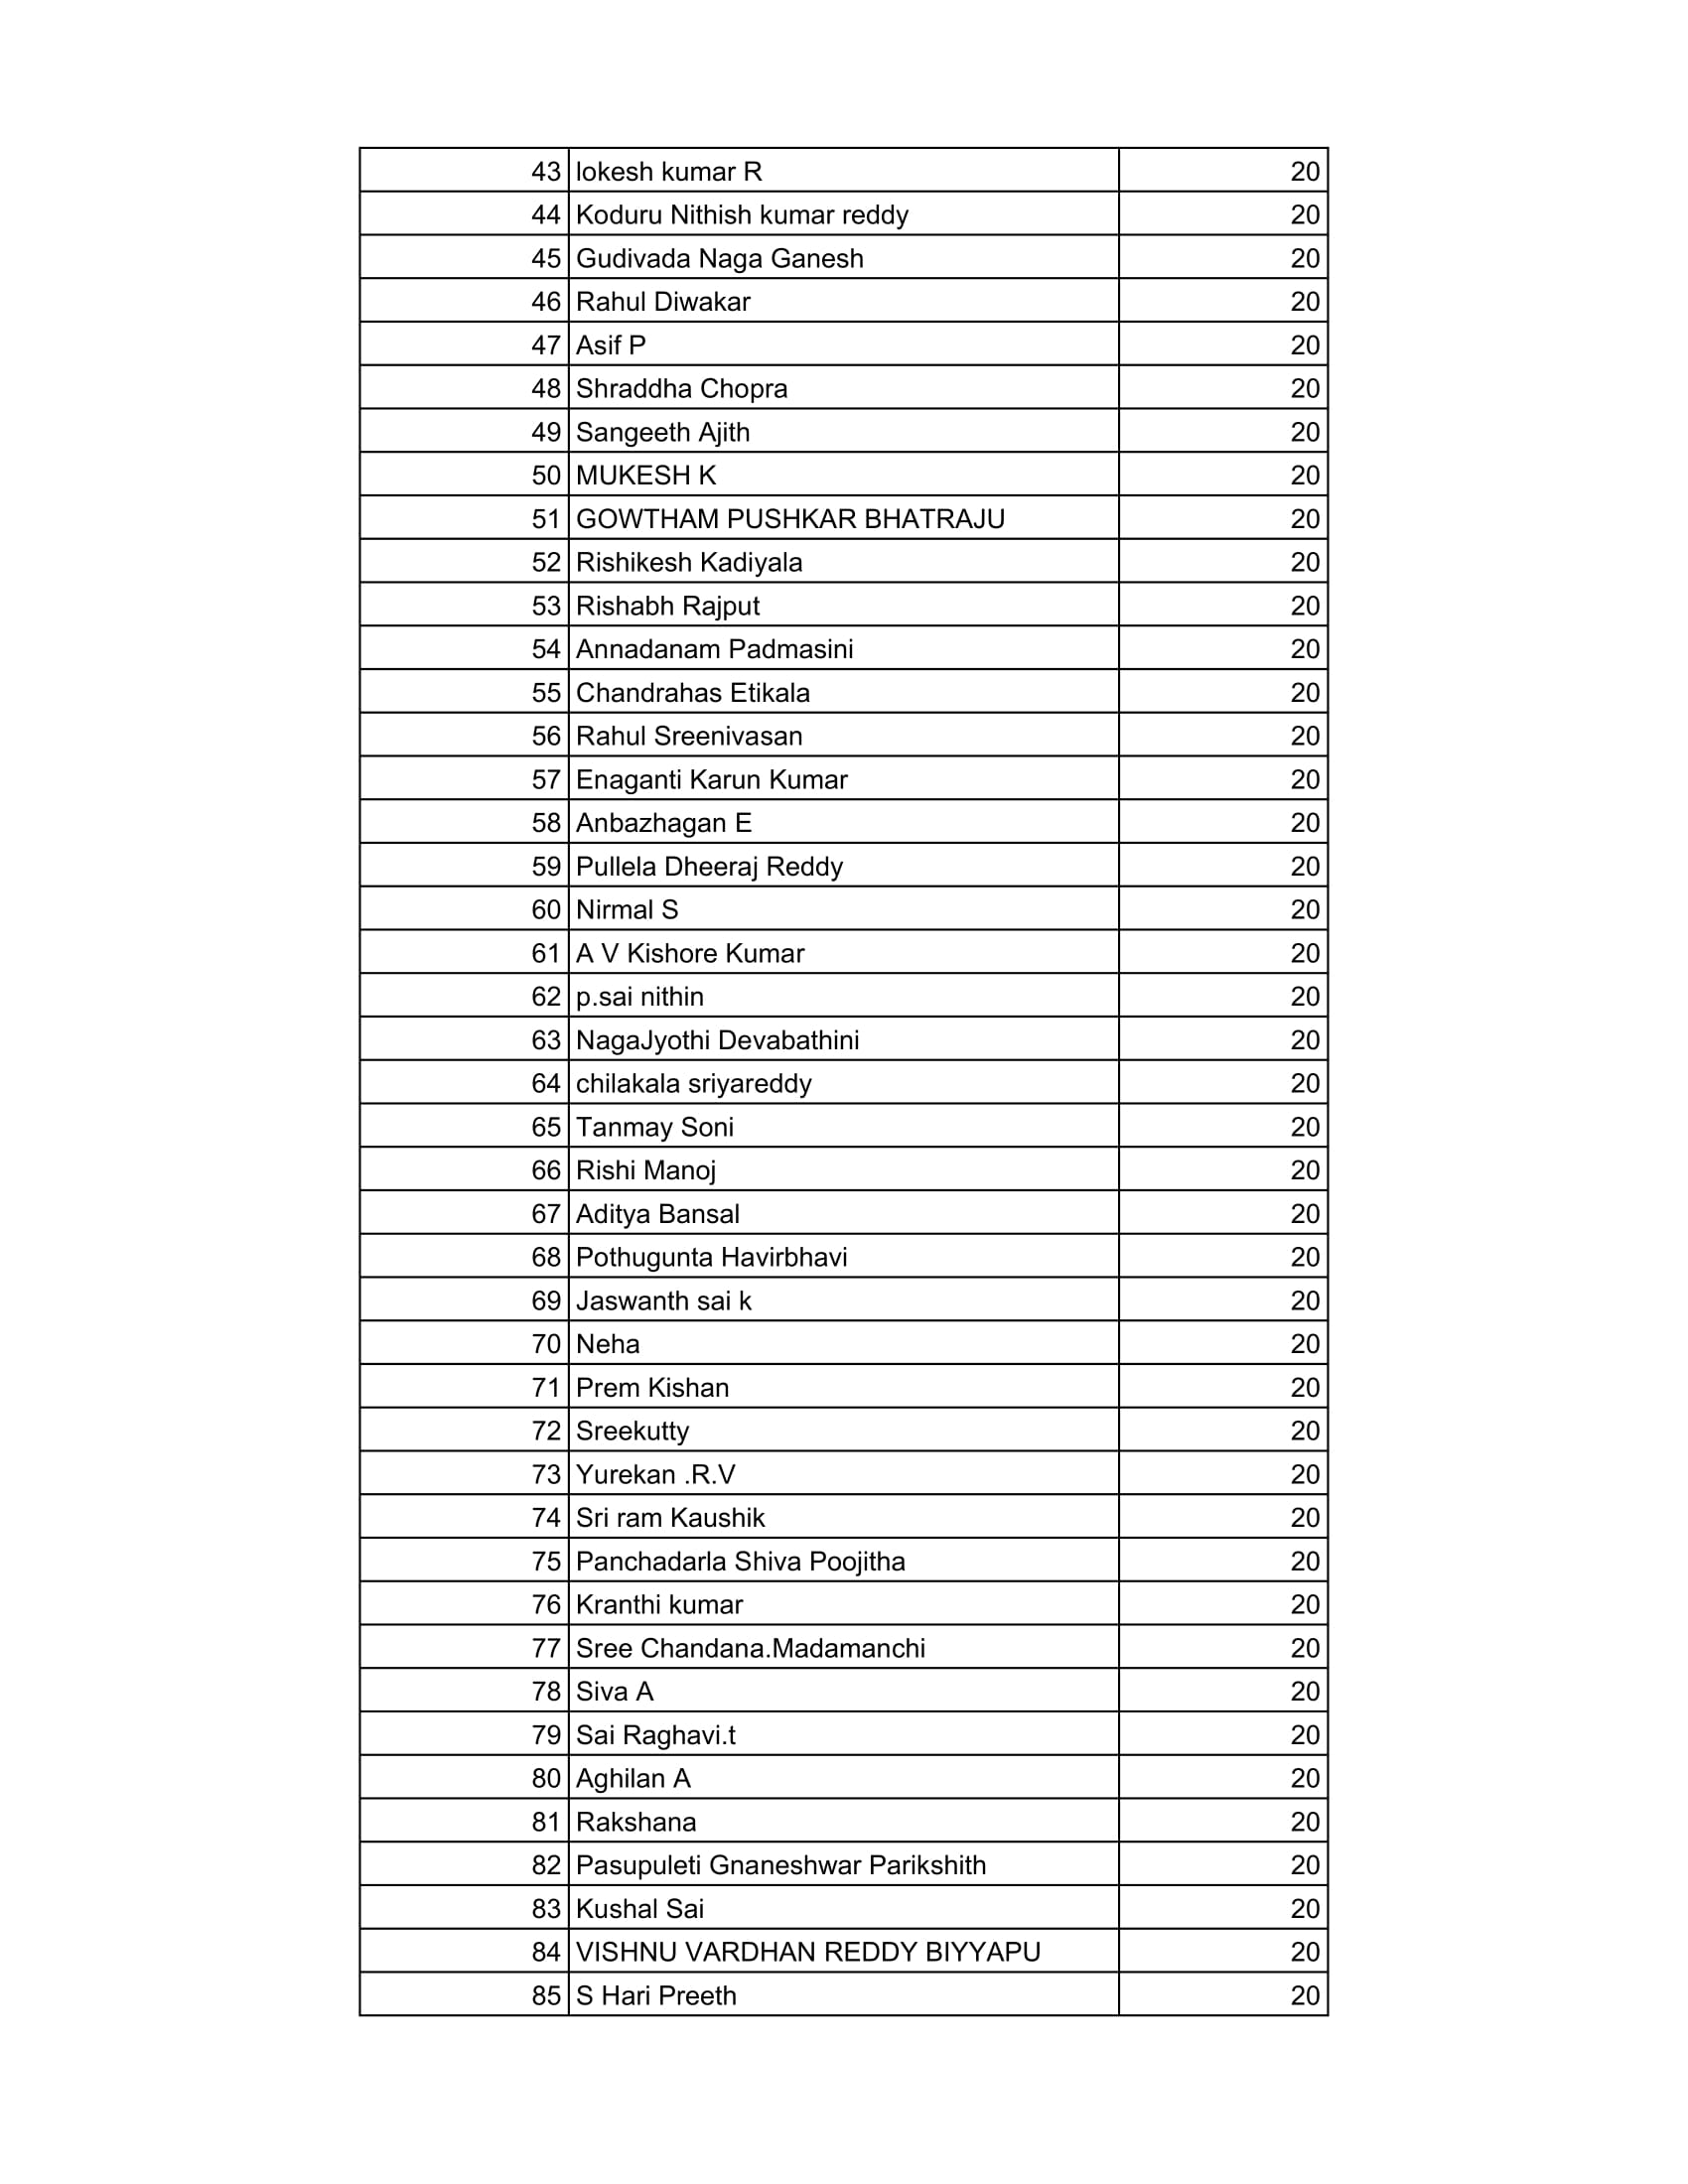 43 lokesh kumar R 20
44 Koduru Nithish kumar reddy 20
45 Gudivada Naga Ganesh 20
46 Rahul Diwakar 20
47 Asif P 20
48 Shraddha Chopra 20
49 Sangeeth Ajith 20
50 MUKESH K 20
51 GOWTHAM PUSHKAR BHATRAJU 20
52 Rishikesh Kadiyala 20
53 Rishabh Rajput 20
54 Annadanam Padmasini 20
55 Chandrahas Etikala 20
56 Rahul Sreenivasan 20
57 Enaganti Karun Kumar 20
58 Anbazhagan E 20
59 Pullela Dheeraj Reddy 20
60 Nirmal S 20
61 A V Kishore Kumar 20
62 p.sai nithin 20
63 NagaJyothi Devabathini 20
64 chilakala sriyareddy 20
65 Tanmay Soni 20
66 Rishi Manoj 20
67 Aditya Bansal 20
68 Pothugunta Havirbhavi 20
69 Jaswanth sai k 20
70 Neha 20
71 Prem Kishan 20
72 Sreekutty 20
73 Yurekan .R.V 20
74 Sri ram Kaushik 20
75 Panchadarla Shiva Poojitha 20
76 Kranthi kumar 20
77 Sree Chandana.Madamanchi 20
78 Siva A 20
79 Sai Raghavi.t 20
80 Aghilan A 20
81 Rakshana 20
82 Pasupuleti Gnaneshwar Parikshith 20
83 Kushal Sai 20
84 VISHNU VARDHAN REDDY BIYYAPU 20
85 S Hari Preeth 20